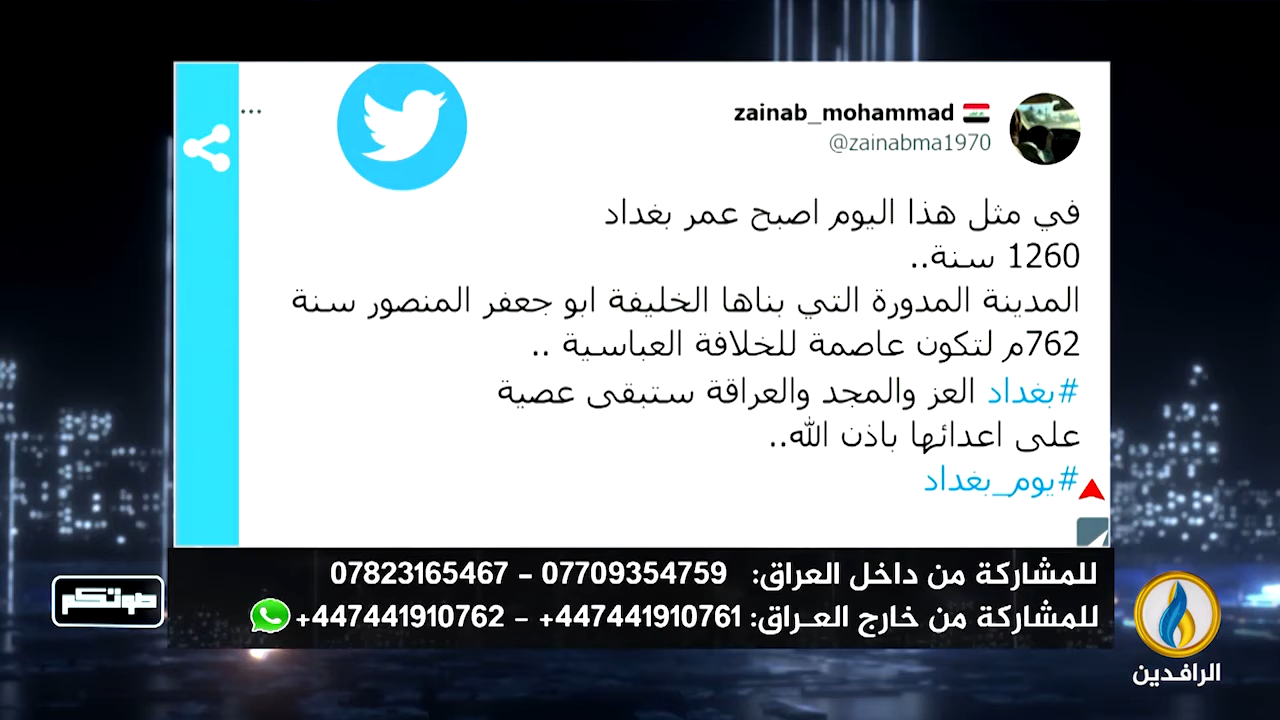 zainab_mohammad
@zainabma1970
في مثل هذا اليوم اصبح عمر بغداد
1260 سنة..
المدينة المدورة التي بناها الخليفة ابو جعفر المنصور سنة
762م لتكون عاصمة للخلافة العباسية ..
#بغداد العز والمجد والعراقة ستبقى عصية
على اعدائها باذن الله..
#يوم_بغداد
للمشاركة من داخل العراق: 07709354759 - 07823165467
للمشاركة من خارج العـراق: 447441910761+ - 447441910762+
صوتكم
الرافدين